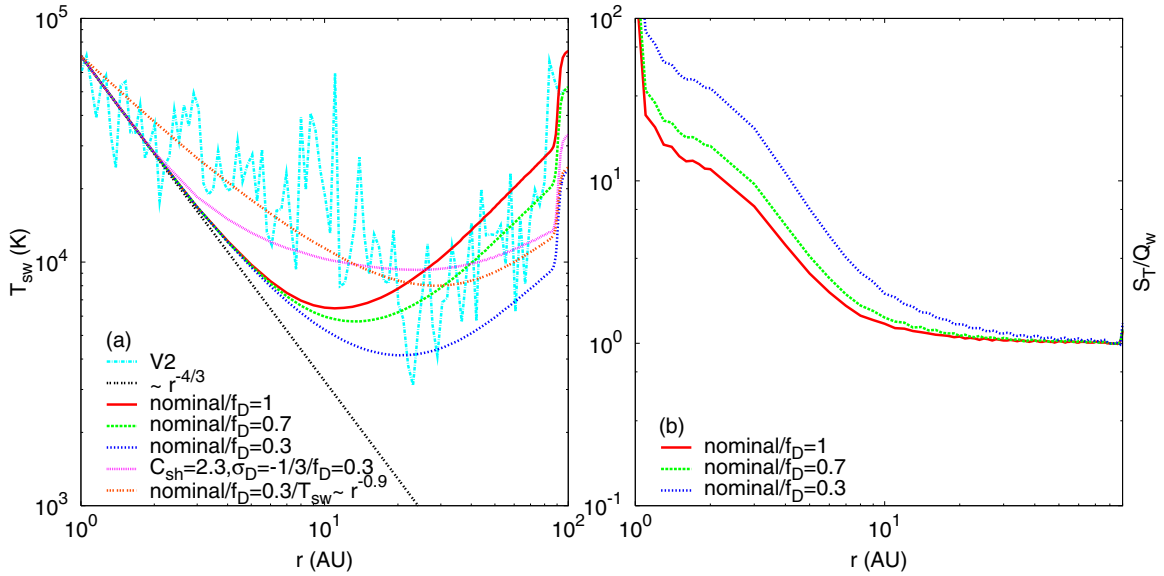 10^5
10^4
10^3
T_sw (K)
(a)
V2
~ r^-4/3
nominal/f_D=1
nominal/f_D=0.7
nominal/f_D=0.3
C_sh=2.3,σ_D=-1/3/f_D=0.3
nominal/f_D=0.3/T_sw~ r^-0.9
10^0 10^1 10^2
r (AU)
10^2
10^1
10^0
10^-1
S_T/Q_w
(b)
nominal/f_D=1
nominal/f_D=0.7
nominal/f_D=0.3
10^0 10^1
r (AU)